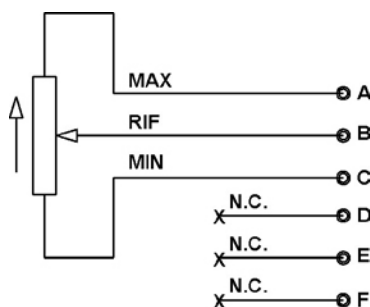 MAX A
RIF B
MIN C
N.C. D
N.C. E
N.C. F